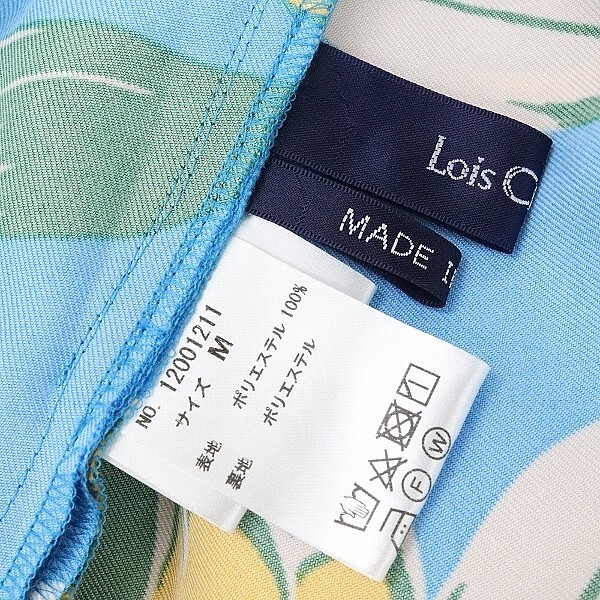 Lois C
MADE I
NO. 12001211
サイズ M
表地 ポリエステル 100%
裏地 ポリエステル
F
W